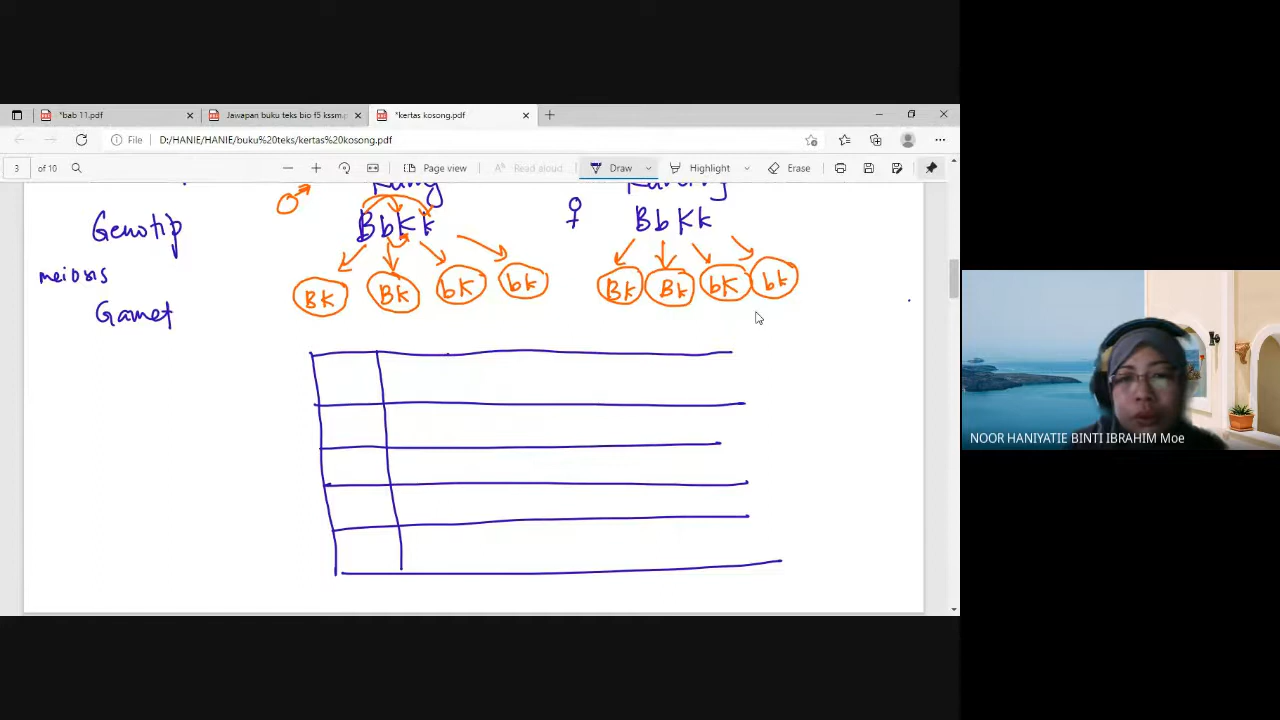 *bab 11.pdf
Jawapan buku teks bio f5 kssm.p
*kertas kosong.pdf
File
D:/HANIE/HANIE/buku%20teks/kertas%20kosong.pdf
3 of 10
Page view
Read aloud
Draw
Highlight
Erase
♂ ♀
Genotip BbKk BbKk
meiosis
Gamet BK Bk bK bk BK Bk bK bk
NOOR HANIYATIE BINTI IBRAHIM Moe